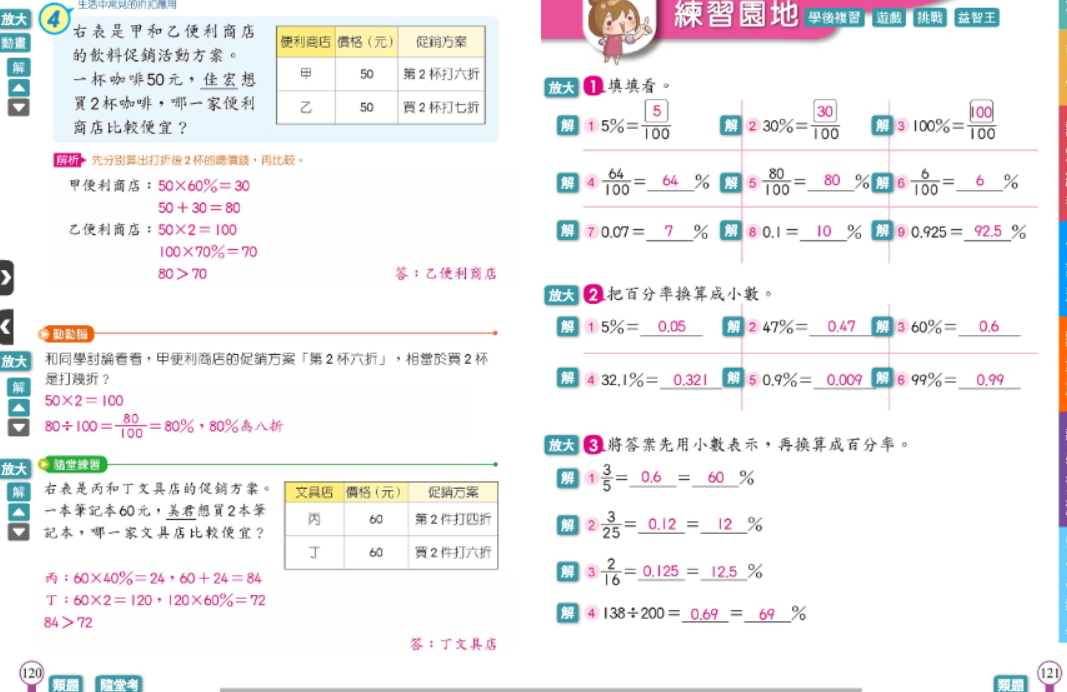 生活中常見的折扣應用
放大
動畫
解
4
右表是甲和乙便利商店
的飲料促銷活動方案。
一杯咖啡50元，佳宏想
買2杯咖啡，哪一家便利
商店比較便宜？
便利商店 價格（元） 促銷方案
甲 50 第2杯打六折
乙 50 買2杯打七折
解析 先分別算出打折後2杯的總價錢，再比較。
甲便利商店：50×60%＝30
50＋30＝80
乙便利商店：50×2＝100
100×70%＝70
80＞70
答：乙便利商店
動動腦
放大
解
和同學討論看看，甲便利商店的促銷方案「第2杯六折」，相當於買2杯
是打幾折？
50×2＝100
80÷100＝80/100＝80%，80%為八折
隨堂練習
放大
解
右表是丙和丁文具店的促銷方案。
一本筆記本60元，美君想買2本筆
記本，哪一家文具店比較便宜？
文具店 價格（元） 促銷方案
丙 60 第2件打四折
丁 60 買2件打六折
丙：60×40%＝24，60＋24＝84
丁：60×2＝120，120×60%＝72
84＞72
答：丁文具店
120 類題 隨堂考
練習園地 學後複習 遊戲 挑戰 益智王
放大 1 填填看。
解 1 5%＝5/100 解 2 30%＝30/100 解 3 100%＝100/100
解 4 64/100＝64% 解 5 80/100＝80% 解 6 6/100＝6%
解 7 0.07＝7% 解 8 0.1＝10% 解 9 0.925＝92.5%
放大 2 把百分率換算成小數。
解 1 5%＝0.05 解 2 47%＝0.47 解 3 60%＝0.6
解 4 32.1%＝0.321 解 5 0.9%＝0.009 解 6 99%＝0.99
放大 3 將答案先用小數表示，再換算成百分率。
解 1 3/5＝0.6＝60%
解 2 3/25＝0.12＝12%
解 3 2/16＝0.125＝12.5%
解 4 138÷200＝0.69＝69%
類題 121